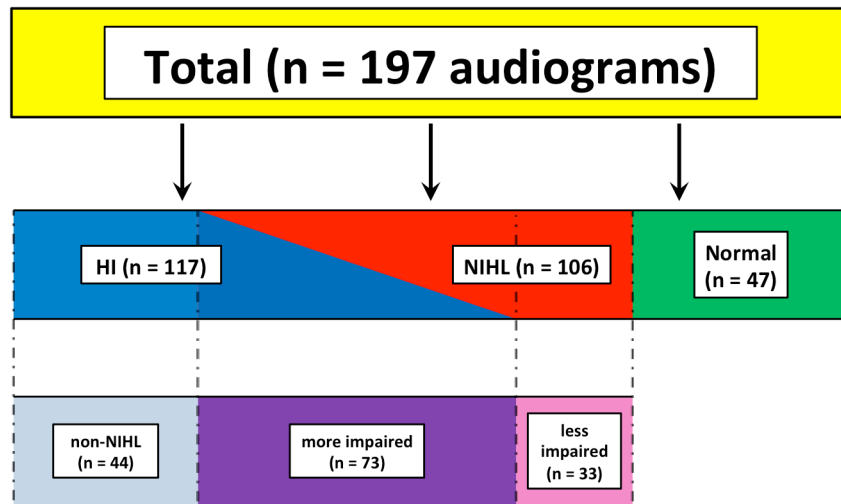 Total (n = 197 audiograms)
HI (n = 117)
NIHL (n = 106)
Normal
(n = 47)
non-NIHL
(n = 44)
more impaired
(n = 73)
less
impaired
(n = 33)